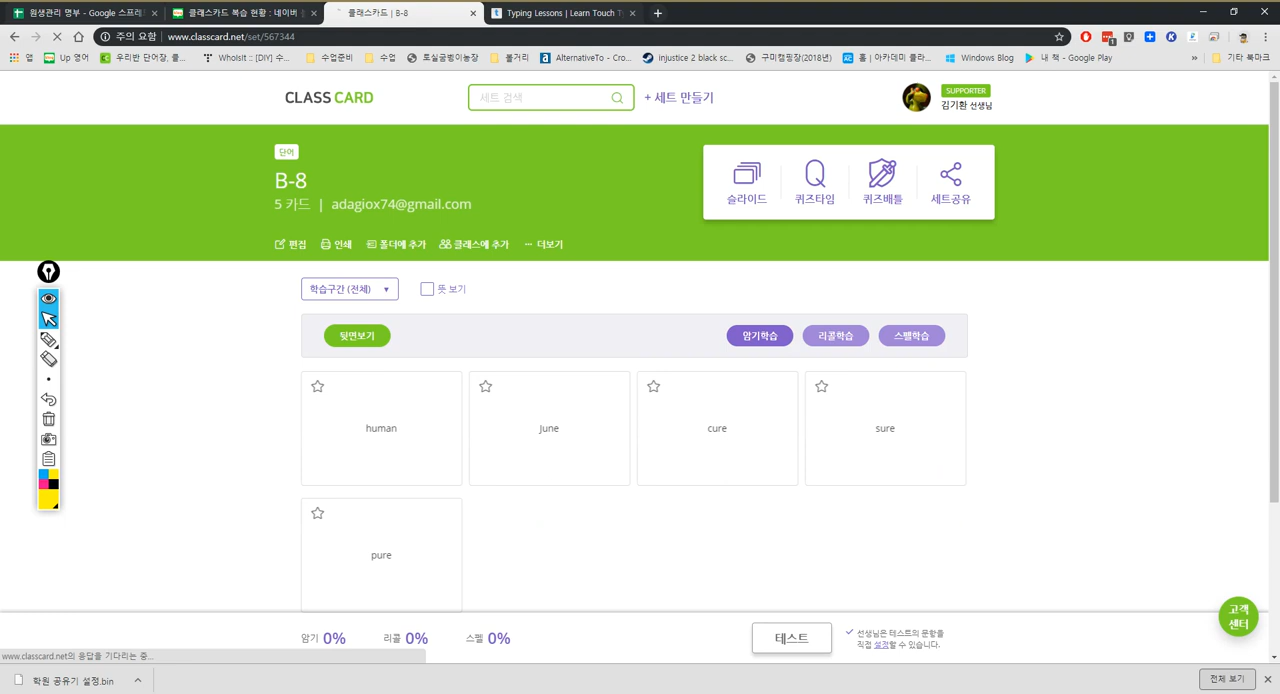 원생관리 명부 - Google 스프레
클래스카드 복습 현황 : 네이버
클래스카드 | B-8
Typing Lessons | Learn Touch T
주의 요함
www.classcard.net/set/567344
앱
Up 영어
우리반 단어장, 클...
WhoIsIt :: [DIY] 수...
수업준비
수업
토실굼벵이농장
볼거리
AlternativeTo - Cro...
injustice 2 black sc...
구미캠핑장(2018년)
홈 | 아카데미 클라...
Windows Blog
내 책 - Google Play
»
기타 북마크
CLASS CARD
세트 검색
+ 세트 만들기
SUPPORTER
김기환 선생님
단어
B-8
5 카드 | adagiox74@gmail.com
슬라이드
퀴즈타임
퀴즈배틀
세트공유
편집
인쇄
폴더에 추가
클래스에 추가
··· 더보기
학습구간 (전체)
뜻 보기
뒷면보기
암기학습
리콜학습
스펠학습
human
June
cure
sure
pure
고객
센터
암기 0%
리콜 0%
스펠 0%
테스트
선생님은 테스트의 문항을
직접 설정할 수 있습니다.
www.classcard.net의 응답을 기다리는 중...
학원 공유기 설정.bin
전체 보기